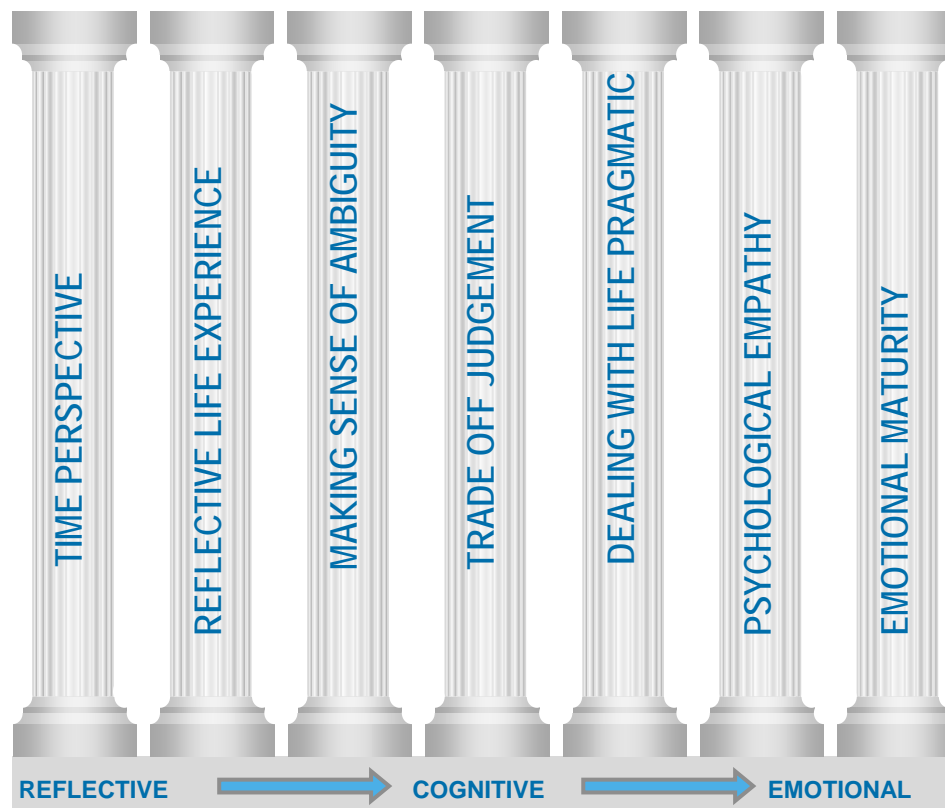 TIME PERSPECTIVE
REFLECTIVE LIFE EXPERIENCE
MAKING SENSE OF AMBIGUITY
TRADE OFF JUDGEMENT
DEALING WITH LIFE PRAGMATIC
PSYCHOLOGICAL EMPATHY
EMOTIONAL MATURITY
REFLECTIVE COGNITIVE EMOTIONAL